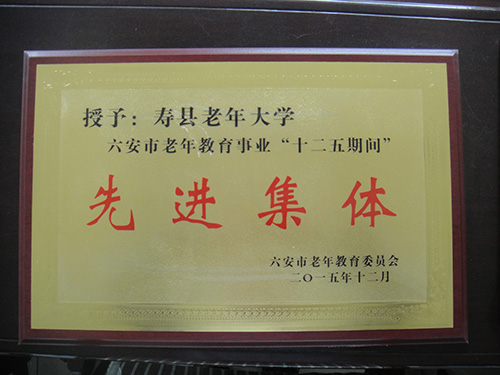 授予：寿县老年大学
六安市老年教育事业“十二五期间”
先进集体
六安市老年教育委员会
二〇一五年十二月